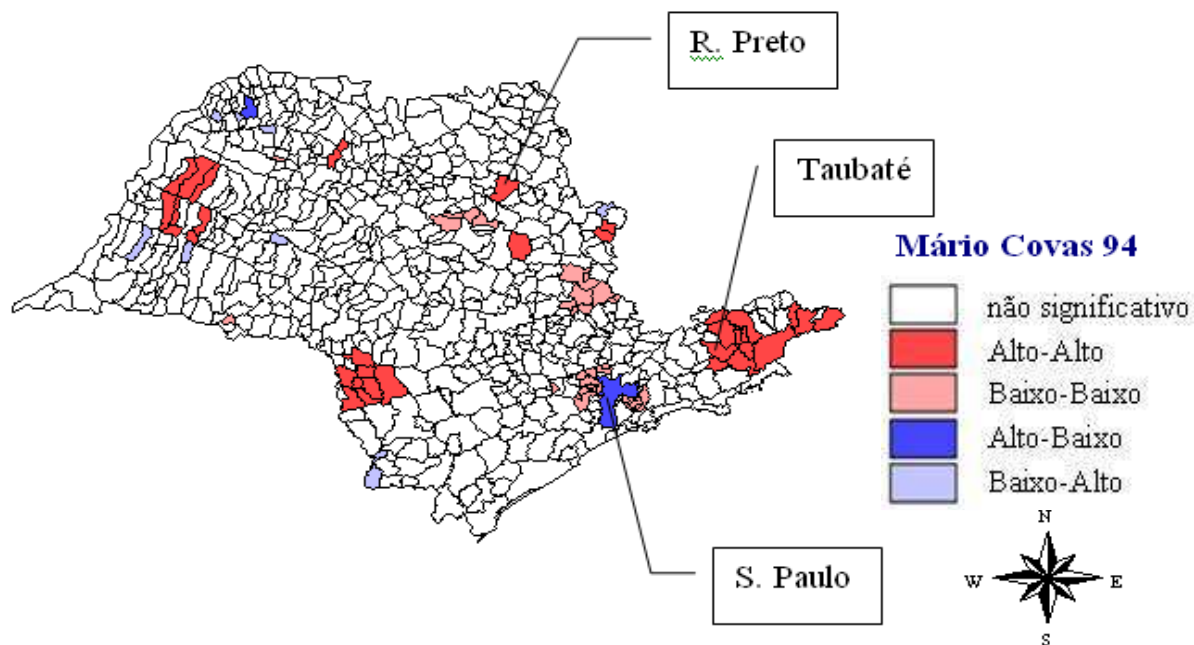 R. Preto
Taubaté
Mário Covas 94
não significativo
Alto-Alto
Baixo-Baixo
Alto-Baixo
Baixo-Alto
N
W
E
S
S. Paulo